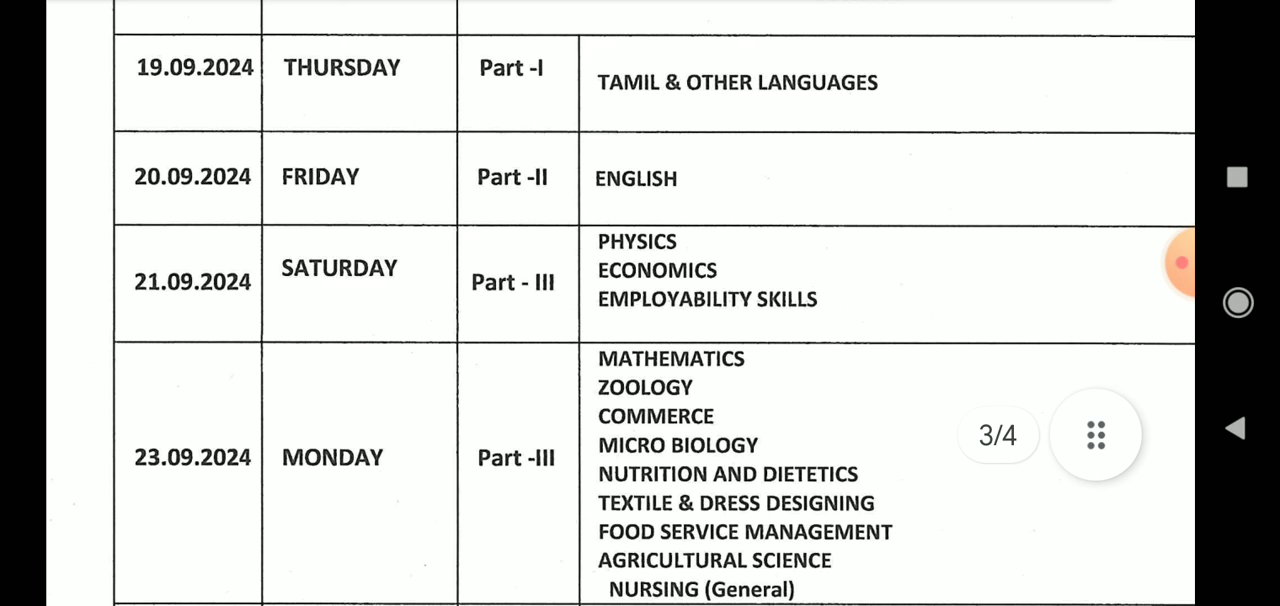 19.09.2024 THURSDAY Part -I TAMIL & OTHER LANGUAGES
20.09.2024 FRIDAY Part -II ENGLISH
21.09.2024 SATURDAY Part - III PHYSICS
ECONOMICS
EMPLOYABILITY SKILLS
23.09.2024 MONDAY Part -III MATHEMATICS
ZOOLOGY
COMMERCE
MICRO BIOLOGY
NUTRITION AND DIETETICS
TEXTILE & DRESS DESIGNING
FOOD SERVICE MANAGEMENT
AGRICULTURAL SCIENCE
NURSING (General)
3/4